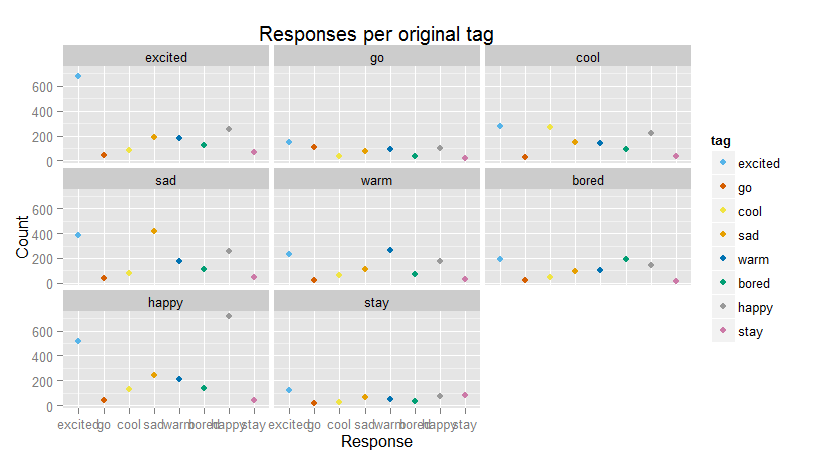 Responses per original tag
excited go cool
600
400
200
0
sad warm bored
600
400
200
0
happy stay
600
400
200
0
excited go cool sad warm bored happy stay excited go cool sad warm bored happy stay
Count
Response
tag
excited
go
cool
sad
warm
bored
happy
stay